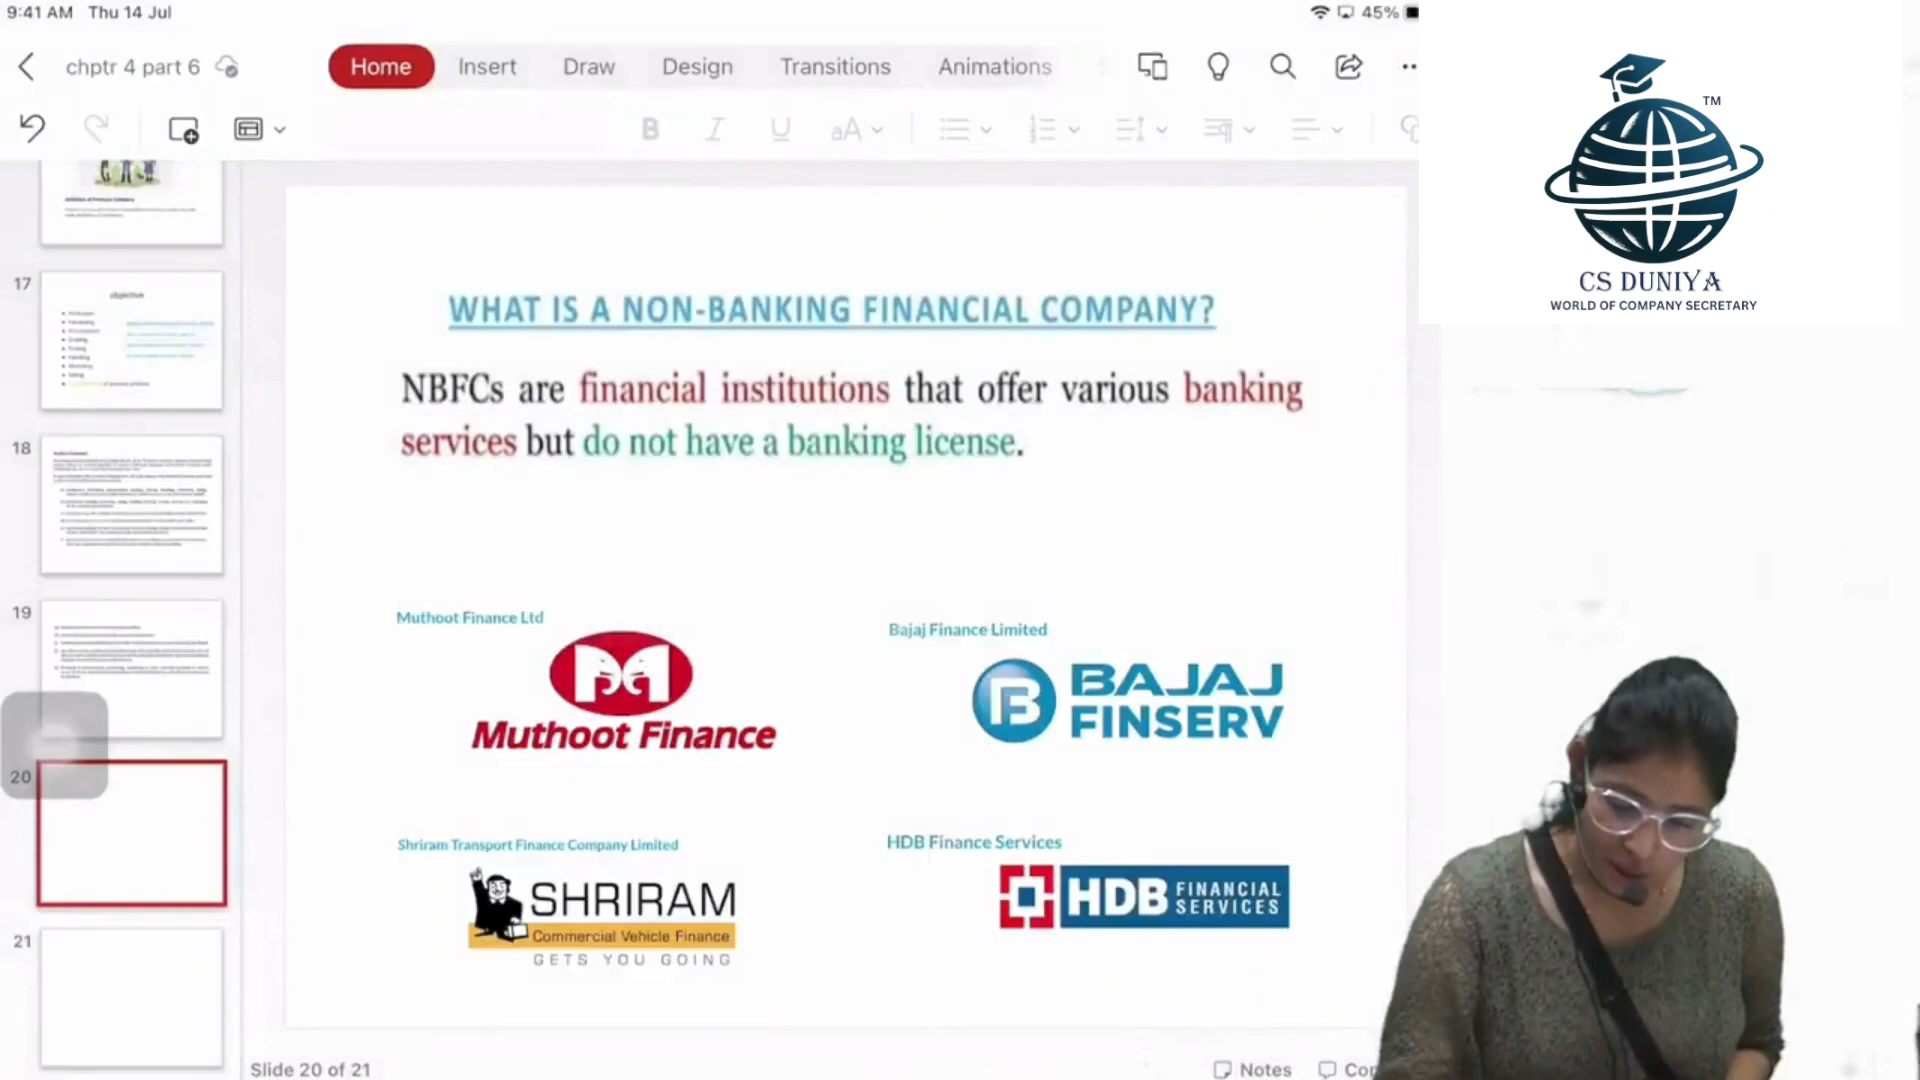 9:41 AM Thu 14 Jul
45%
chptr 4 part 6
Home Insert Draw Design Transitions Animations
B I U aA
TM
CS DUNIYA
WORLD OF COMPANY SECRETARY
17
objective
18
19
20
21
WHAT IS A NON-BANKING FINANCIAL COMPANY?
NBFCs are financial institutions that offer various banking
services but do not have a banking license.
Muthoot Finance Ltd
Muthoot Finance
Bajaj Finance Limited
BAJAJ
FINSERV
Shriram Transport Finance Company Limited
SHRIRAM
Commercial Vehicle Finance
GETS YOU GOING
HDB Finance Services
HDB FINANCIAL
SERVICES
Slide 20 of 21
Notes